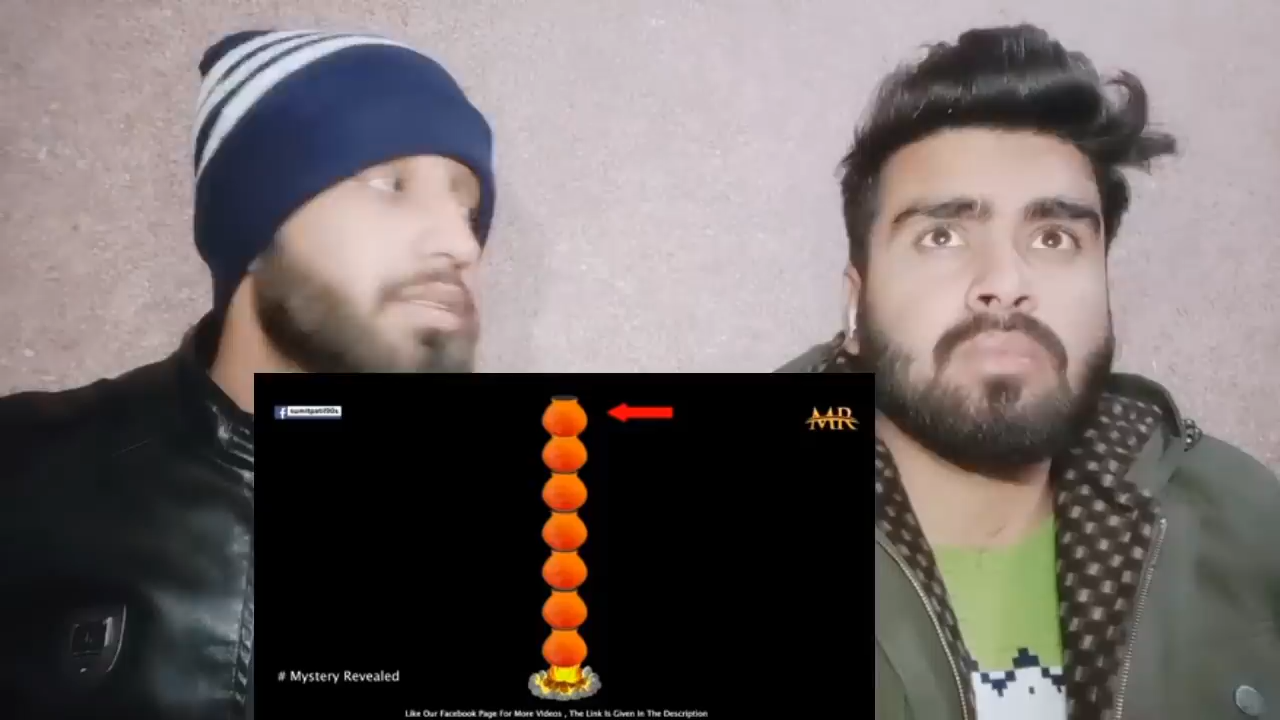 sumitpatil90s
MR
# Mystery Revealed
Like Our Facebook Page For More Videos , The Link Is Given In The Description